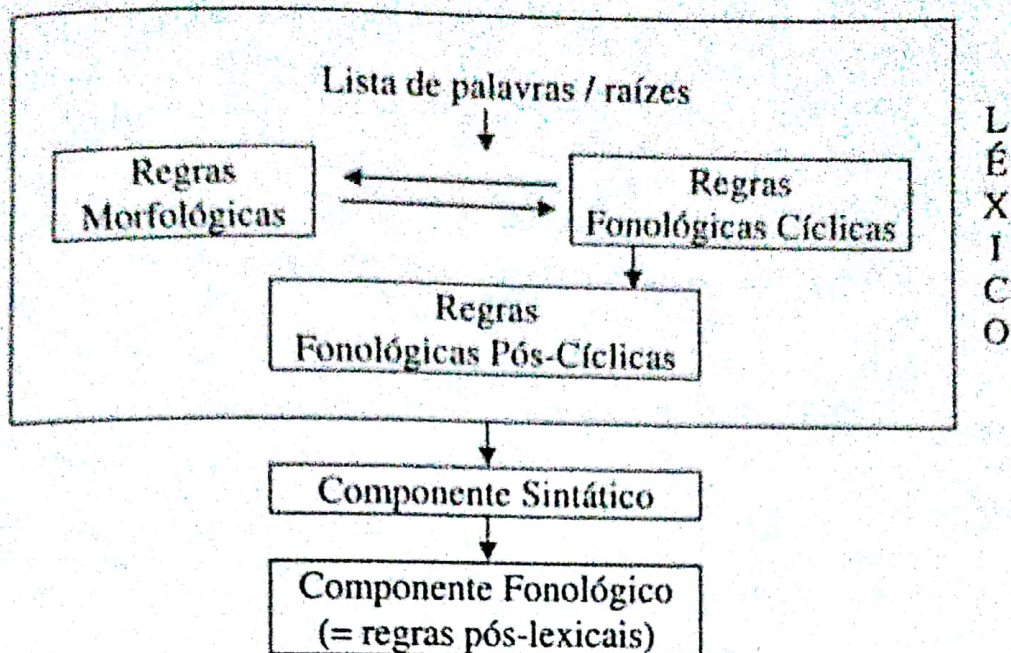 Lista de palavras / raízes
Regras
Morfológicas
Regras
Fonológicas Cíclicas
Regras
Fonológicas Pós-Cíclicas
L
É
X
I
C
O
Componente Sintático
Componente Fonológico
(= regras pós-lexicais)